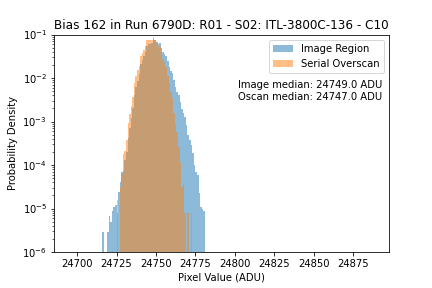 Bias 162 in Run 6790D: R01 - S02: ITL-3800C-136 - C10
Image Region
Serial Overscan
Image median: 24749.0 ADU
Oscan median: 24747.0 ADU
Probability Density
10⁻¹
10⁻²
10⁻³
10⁻⁴
10⁻⁵
10⁻⁶
24700 24725 24750 24775 24800 24825 24850 24875
Pixel Value (ADU)